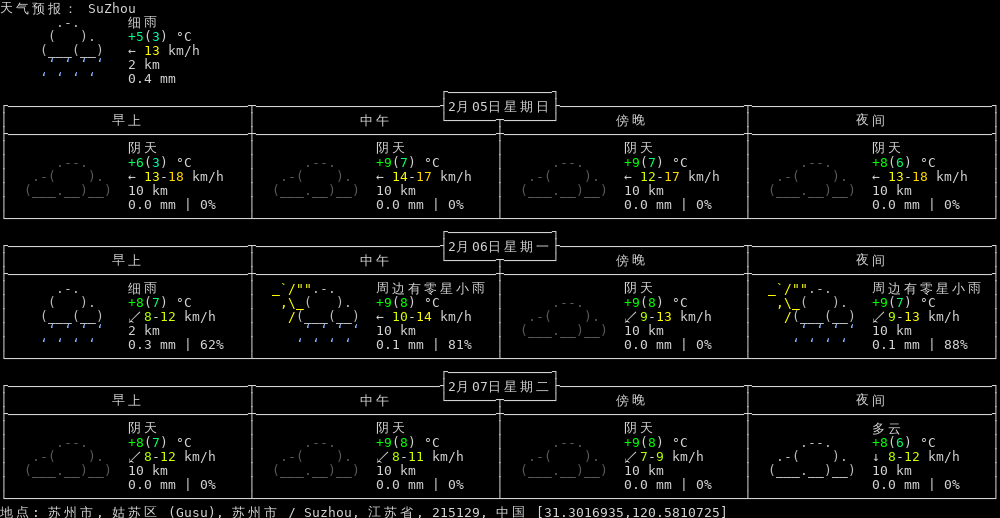 天气预报: SuZhou
细雨
+5(3) °C
← 13 km/h
2 km
0.4 mm
2月05日星期日
早上 中午 傍晚 夜间
阴天 阴天 阴天 阴天
+6(3) °C +9(7) °C +9(7) °C +8(6) °C
← 13-18 km/h ← 14-17 km/h ← 12-17 km/h ← 13-18 km/h
10 km 10 km 10 km 10 km
0.0 mm | 0% 0.0 mm | 0% 0.0 mm | 0% 0.0 mm | 0%
2月06日星期一
早上 中午 傍晚 夜间
细雨 周边有零星小雨 阴天 周边有零星小雨
+8(7) °C +9(8) °C +9(8) °C +9(7) °C
↙ 8-12 km/h ← 10-14 km/h ↙ 9-13 km/h ↙ 9-13 km/h
2 km 10 km 10 km 10 km
0.3 mm | 62% 0.1 mm | 81% 0.0 mm | 0% 0.1 mm | 88%
2月07日星期二
早上 中午 傍晚 夜间
阴天 阴天 阴天 多云
+8(7) °C +9(8) °C +9(8) °C +8(6) °C
↙ 8-12 km/h ↙ 8-11 km/h ↙ 7-9 km/h ↓ 8-12 km/h
10 km 10 km 10 km 10 km
0.0 mm | 0% 0.0 mm | 0% 0.0 mm | 0% 0.0 mm | 0%
地点: 苏州市, 姑苏区 (Gusu), 苏州市 / Suzhou, 江苏省, 215129, 中国 [31.3016935,120.5810725]